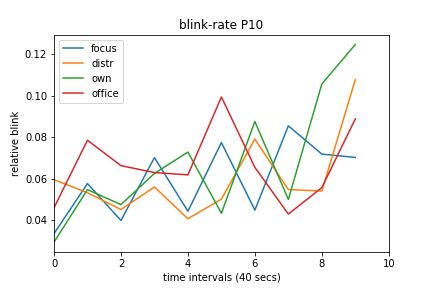 blink-rate P10
focus
distr
own
office
relative blink
0.12
0.10
0.08
0.06
0.04
0 2 4 6 8 10
time intervals (40 secs)